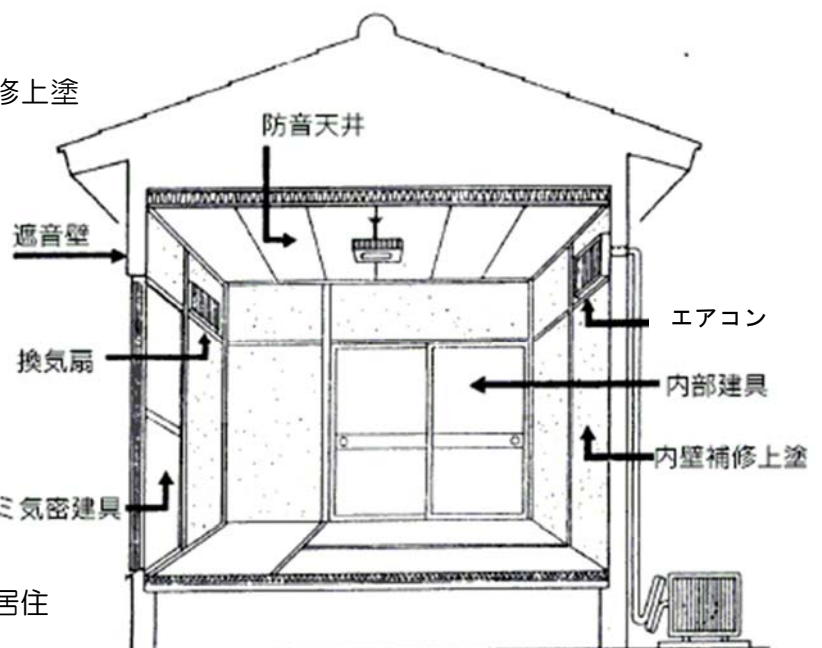 修上塗
防音天井
遮音壁
エアコン
換気扇
内部建具
内壁補修上塗
ミ気密建具
居住